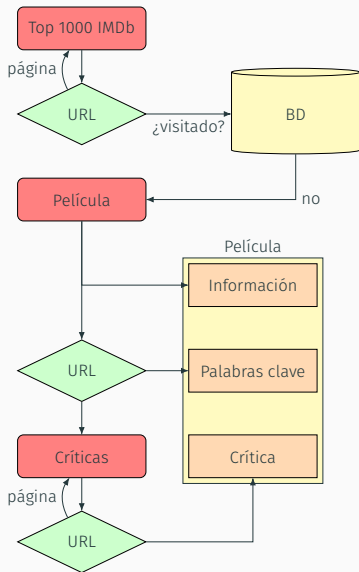 Top 1000 IMDb
página
URL
¿visitado?
BD
no
Película
Película
Información
URL
Palabras clave
Críticas
Crítica
página
URL